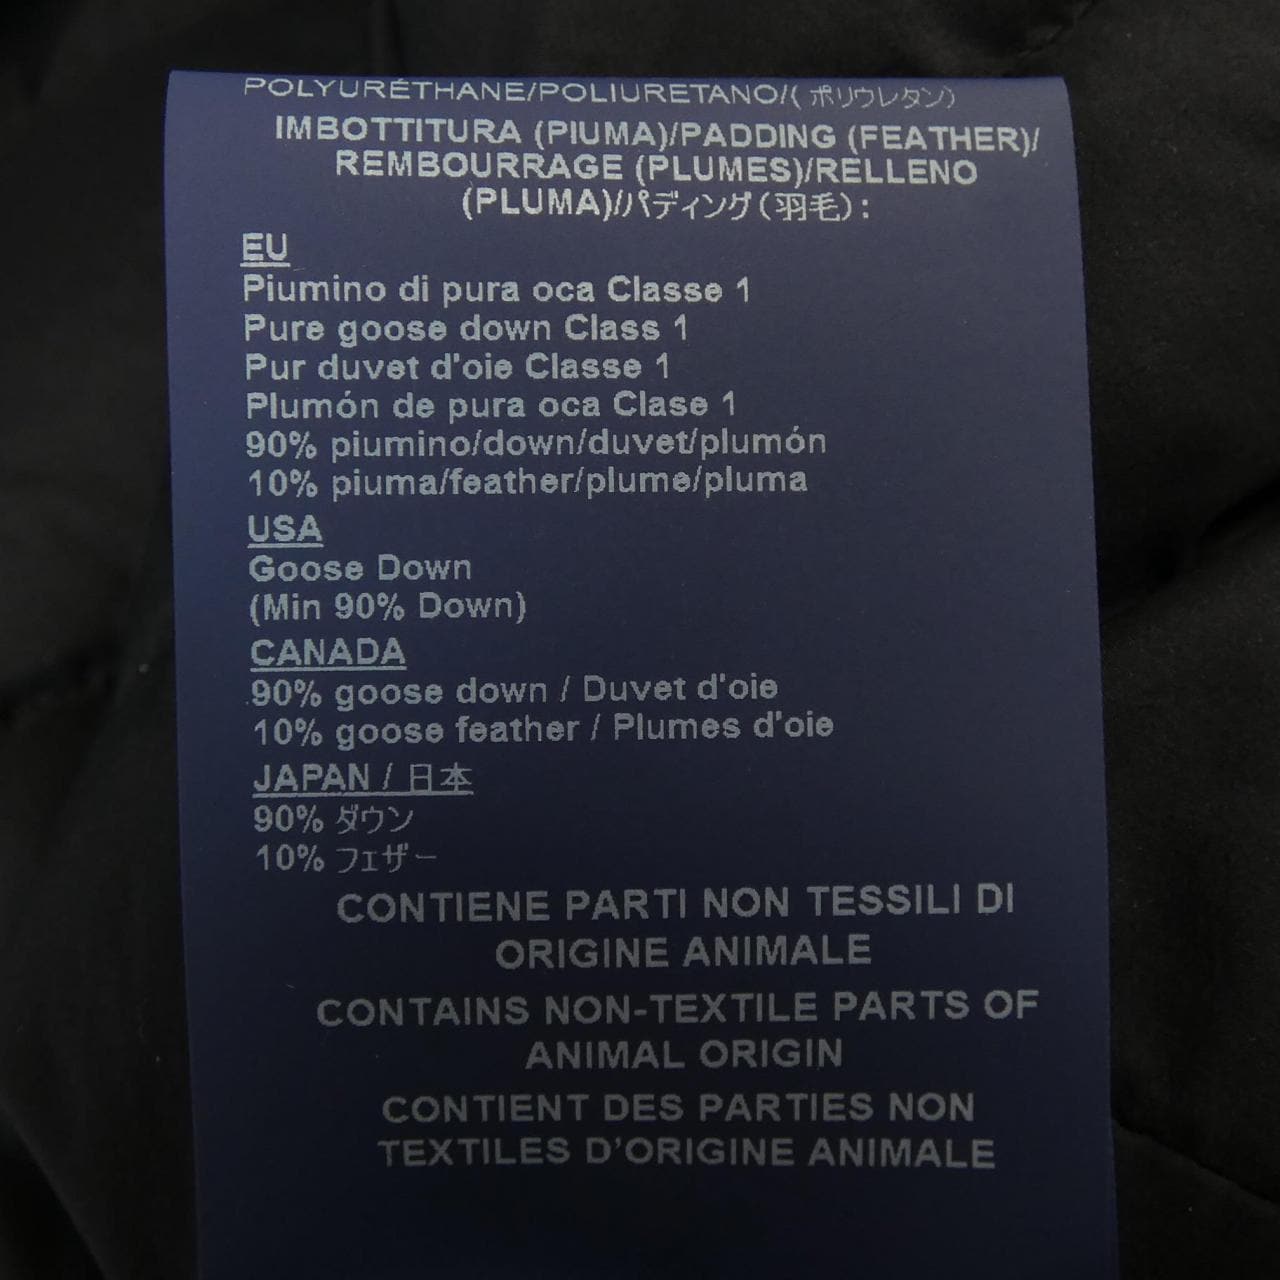 POLYURÉTHANE/POLIURETANO/(ポリウレタン)
IMBOTTITURA (PIUMA)/PADDING (FEATHER)/
REMBOURRAGE (PLUMES)/RELLENO
(PLUMA)/パディング(羽毛):
EU
Piumino di pura oca Classe 1
Pure goose down Class 1
Pur duvet d'oie Classe 1
Plumón de pura oca Clase 1
90% piumino/down/duvet/plumón
10% piuma/feather/plume/pluma
USA
Goose Down
(Min 90% Down)
CANADA
90% goose down / Duvet d'oie
10% goose feather / Plumes d'oie
JAPAN / 日本
90% ダウン
10% フェザー
CONTIENE PARTI NON TESSILI DI
ORIGINE ANIMALE
CONTAINS NON-TEXTILE PARTS OF
ANIMAL ORIGIN
CONTIENT DES PARTIES NON
TEXTILES D’ORIGINE ANIMALE